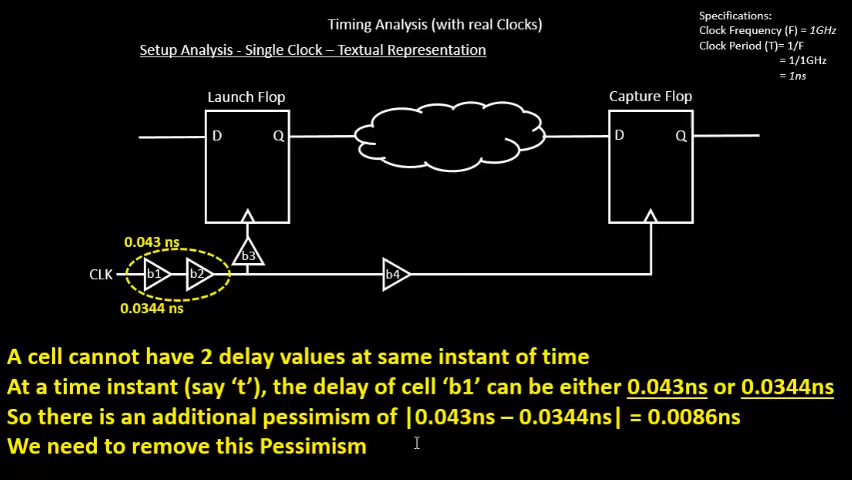 Timing Analysis (with real Clocks)
Specifications:
Clock Frequency (F) = 1GHz
Clock Period (T)= 1/F
= 1/1GHz
= 1ns
Setup Analysis - Single Clock – Textual Representation
Launch Flop
Capture Flop
D Q
D Q
0.043 ns
b3
CLK b1 b2 b4
0.0344 ns
A cell cannot have 2 delay values at same instant of time
At a time instant (say ‘t’), the delay of cell ‘b1’ can be either 0.043ns or 0.0344ns
So there is an additional pessimism of |0.043ns – 0.0344ns| = 0.0086ns
We need to remove this Pessimism